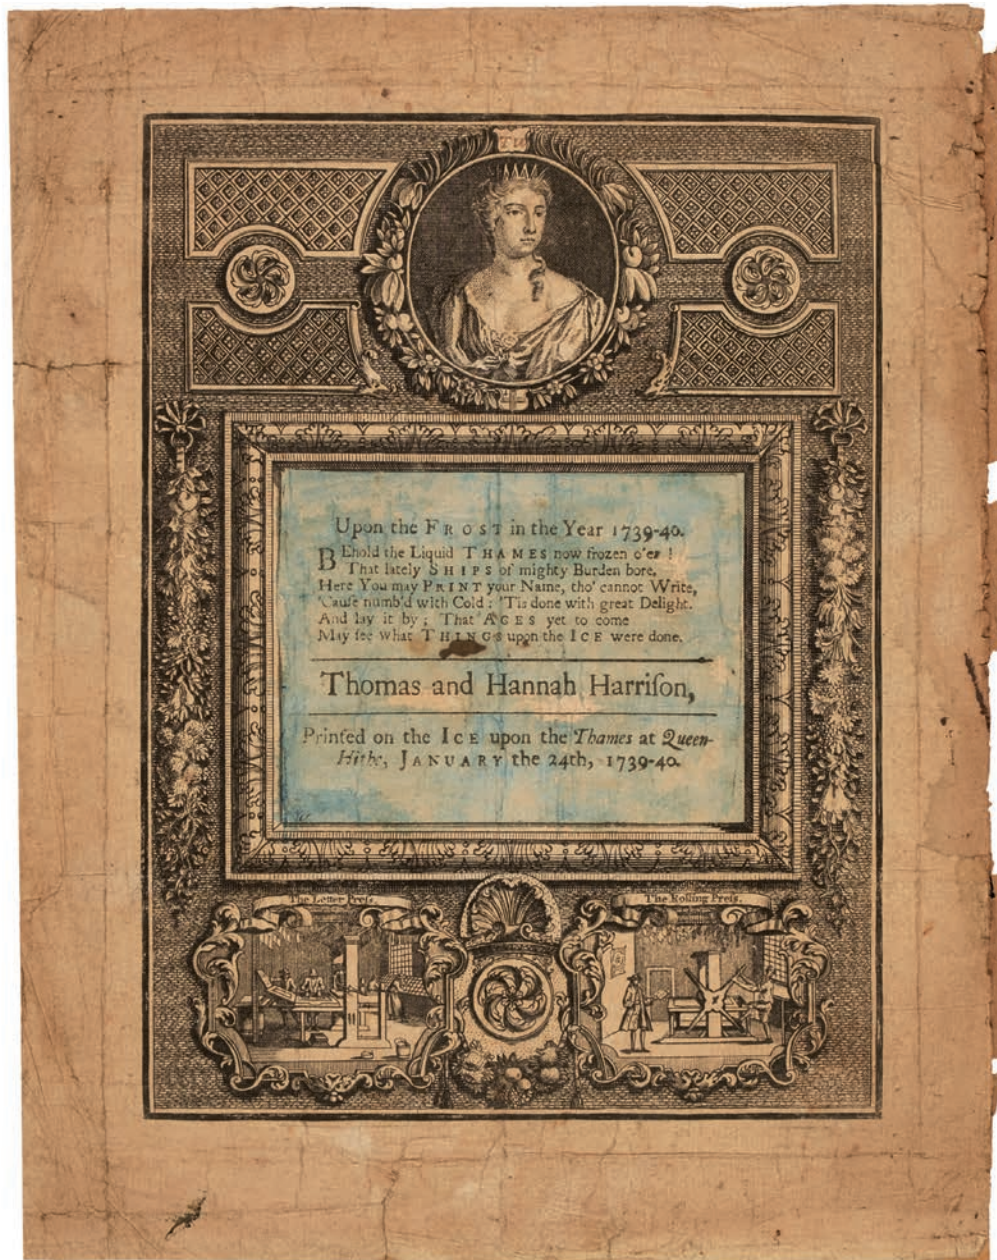 Upon the FROST in the Year 1739-40.
BEhold the Liquid THAMES now frozen o'er !
That lately SHIPS of mighty Burden bore,
Here You may PRINT your Name, tho' cannot Write,
'Cauſe numb'd with Cold : 'Tis done with great Delight.
And lay it by ; That AGES yet to come
May ſee what THINGS upon the ICE were done.
Thomas and Hannah Harriſon,
Printed on the ICE upon the Thames at Queen-
Hithe, JANUARY the 24th, 1739-40.
The Letter Preſs.
The Rolling Preſs.